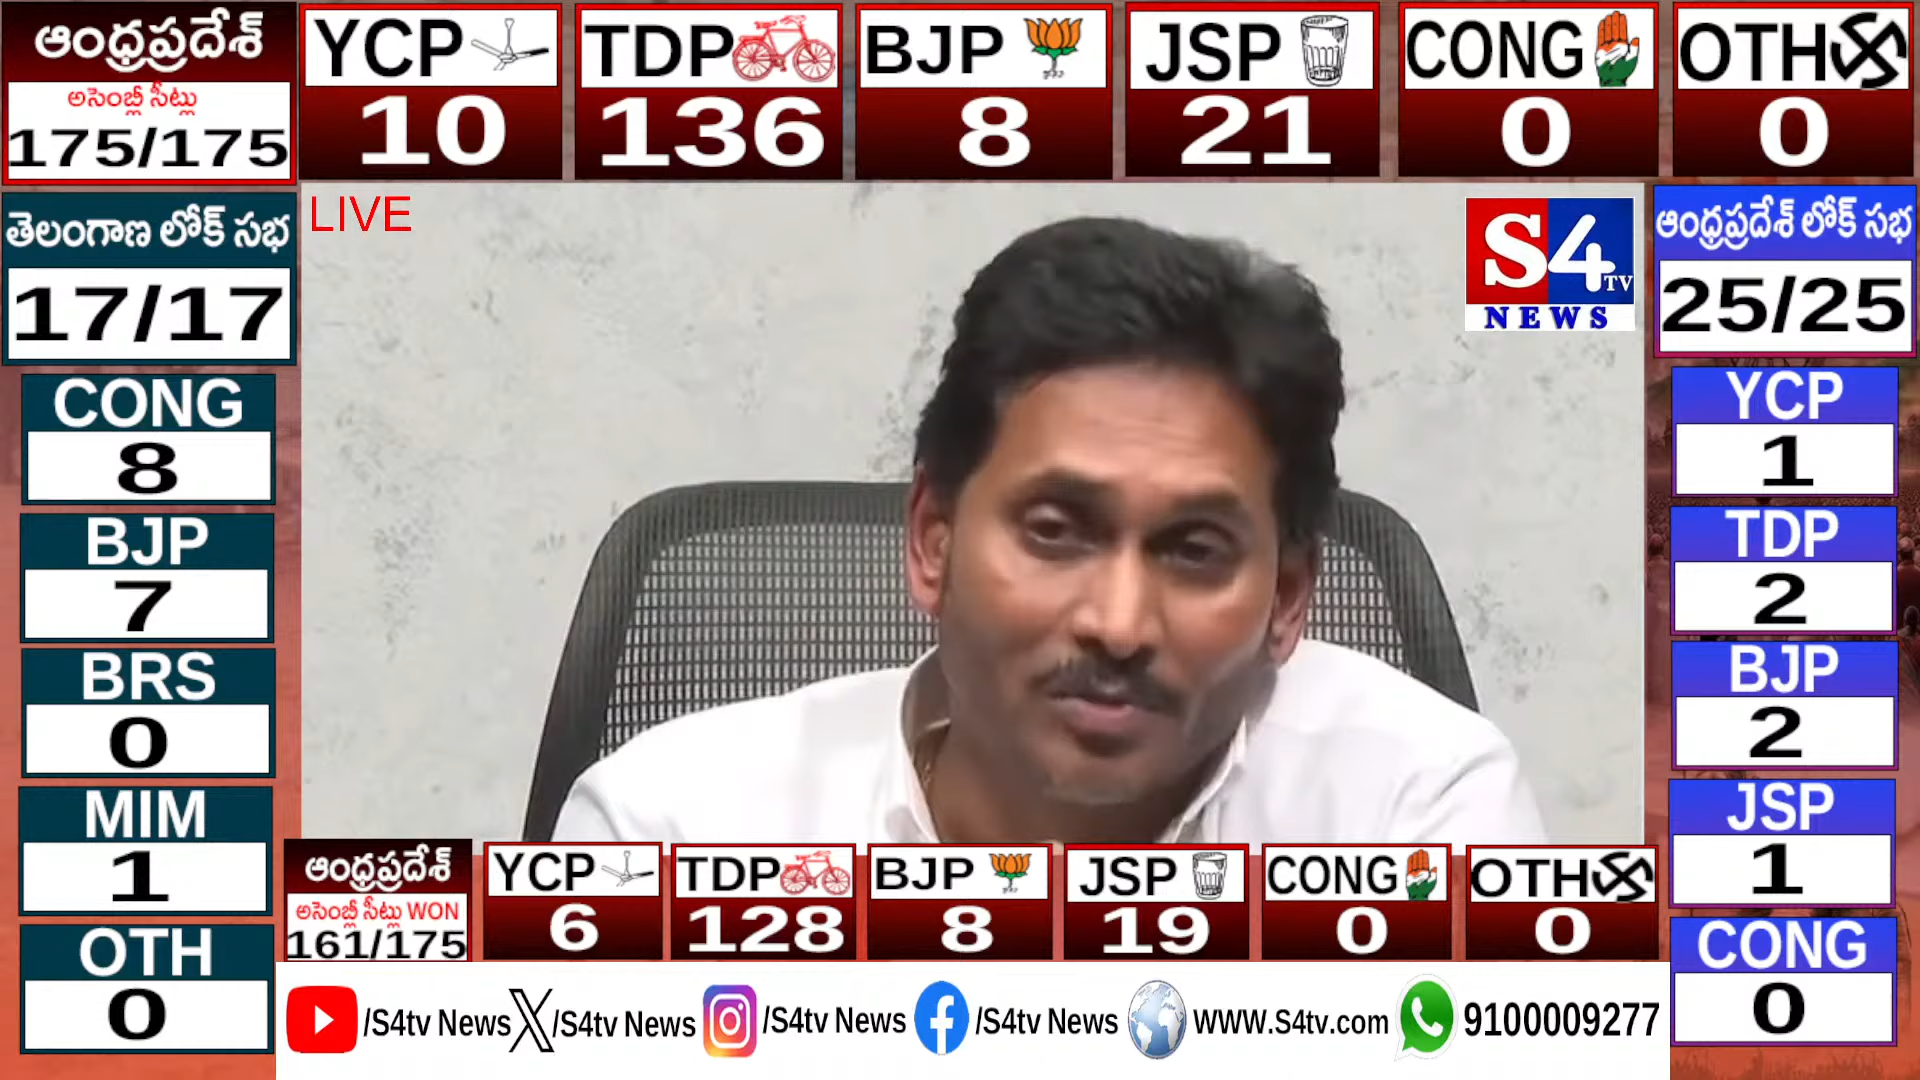 ఆంధ్రప్రదేశ్
అసెంబ్లీ సీట్లు
175/175
YCP
10
TDP
136
BJP
8
JSP
21
CONG
0
OTH
0
తెలంగాణ లోక్ సభ
17/17
CONG
8
BJP
7
BRS
0
MIM
1
OTH
0
LIVE
S4
TV
NEWS
ఆంధ్రప్రదేశ్ లోక్ సభ
25/25
YCP
1
TDP
2
BJP
2
JSP
1
CONG
0
ఆంధ్రప్రదేశ్
అసెంబ్లీ సీట్లు WON
161/175
YCP
6
TDP
128
BJP
8
JSP
19
CONG
0
OTH
0
/S4tv News
/S4tv News
/S4tv News
/S4tv News
www.S4tv.com
9100009277